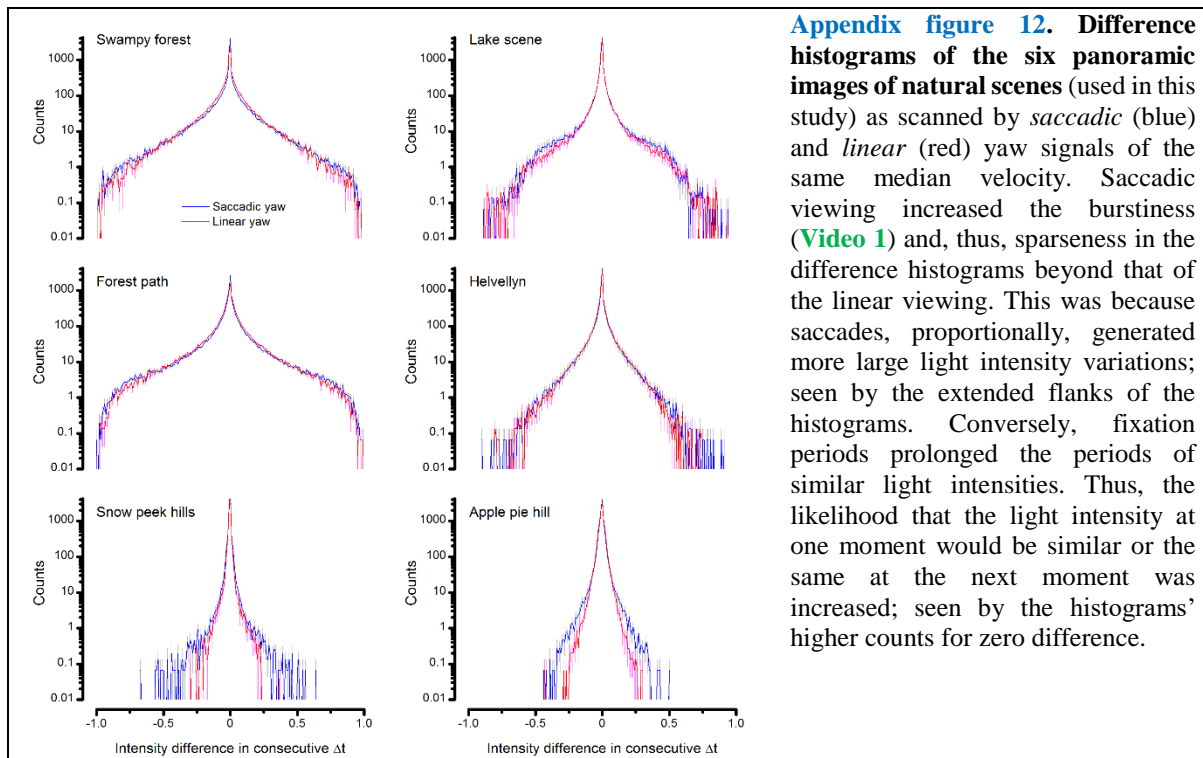 Swampy forest
Counts
1000
100
10
1
0.1
0.01
Saccadic yaw
Linear yaw
Lake scene
Counts
1000
100
10
1
0.1
0.01
Forest path
Counts
1000
100
10
1
0.1
0.01
Helvellyn
Counts
1000
100
10
1
0.1
0.01
Snow peek hills
Counts
1000
100
10
1
0.1
0.01
-1.0 -0.5 0 0.5 1.0
Intensity difference in consecutive Δt
Apple pie hill
Counts
1000
100
10
1
0.1
0.01
-1.0 -0.5 0 0.5 1.0
Intensity difference in consecutive Δt
Appendix figure 12. Difference
histograms of the six panoramic
images of natural scenes (used in this
study) as scanned by saccadic (blue)
and linear (red) yaw signals of the
same median velocity. Saccadic
viewing increased the burstiness
(Video 1) and, thus, sparseness in the
difference histograms beyond that of
the linear viewing. This was because
saccades, proportionally, generated
more large light intensity variations;
seen by the extended flanks of the
histograms. Conversely, fixation
periods prolonged the periods of
similar light intensities. Thus, the
likelihood that the light intensity at
one moment would be similar or the
same at the next moment was
increased; seen by the histograms'
higher counts for zero difference.